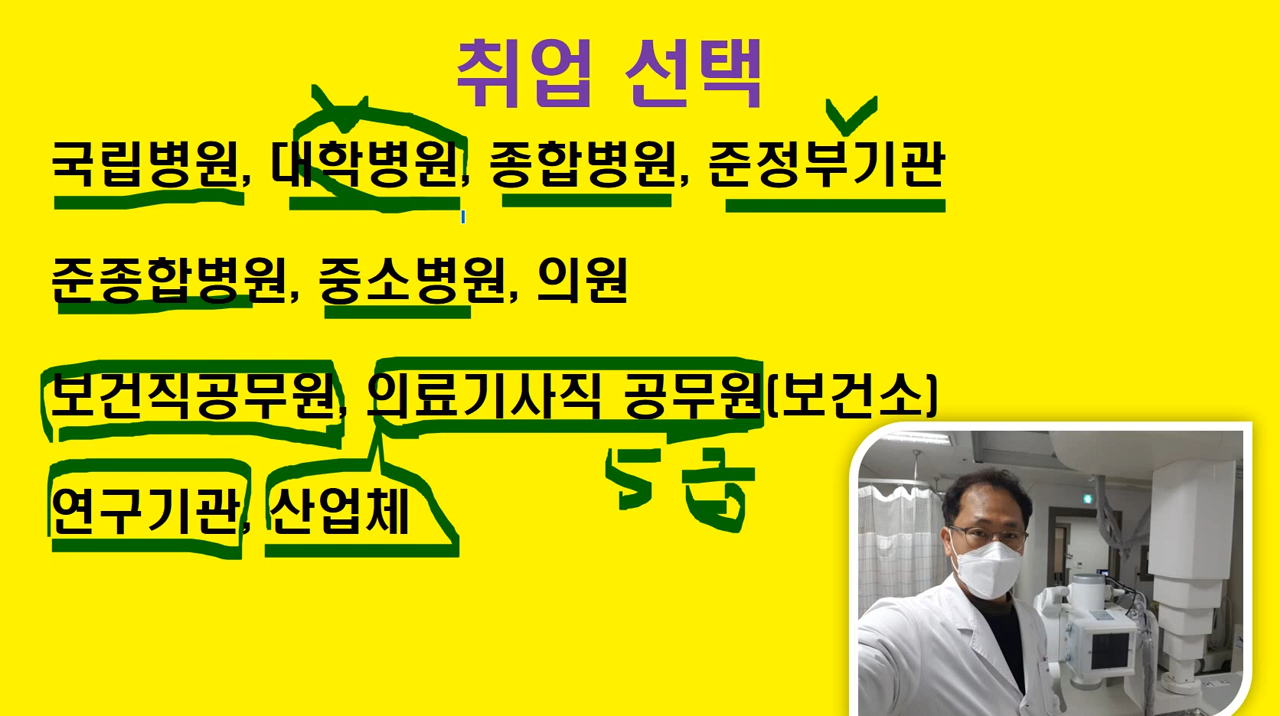 취업 선택
국립병원, 대학병원, 종합병원, 준정부기관
준종합병원, 중소병원, 의원
보건직공무원, 의료기사직 공무원(보건소)
연구기관, 산업체
5급